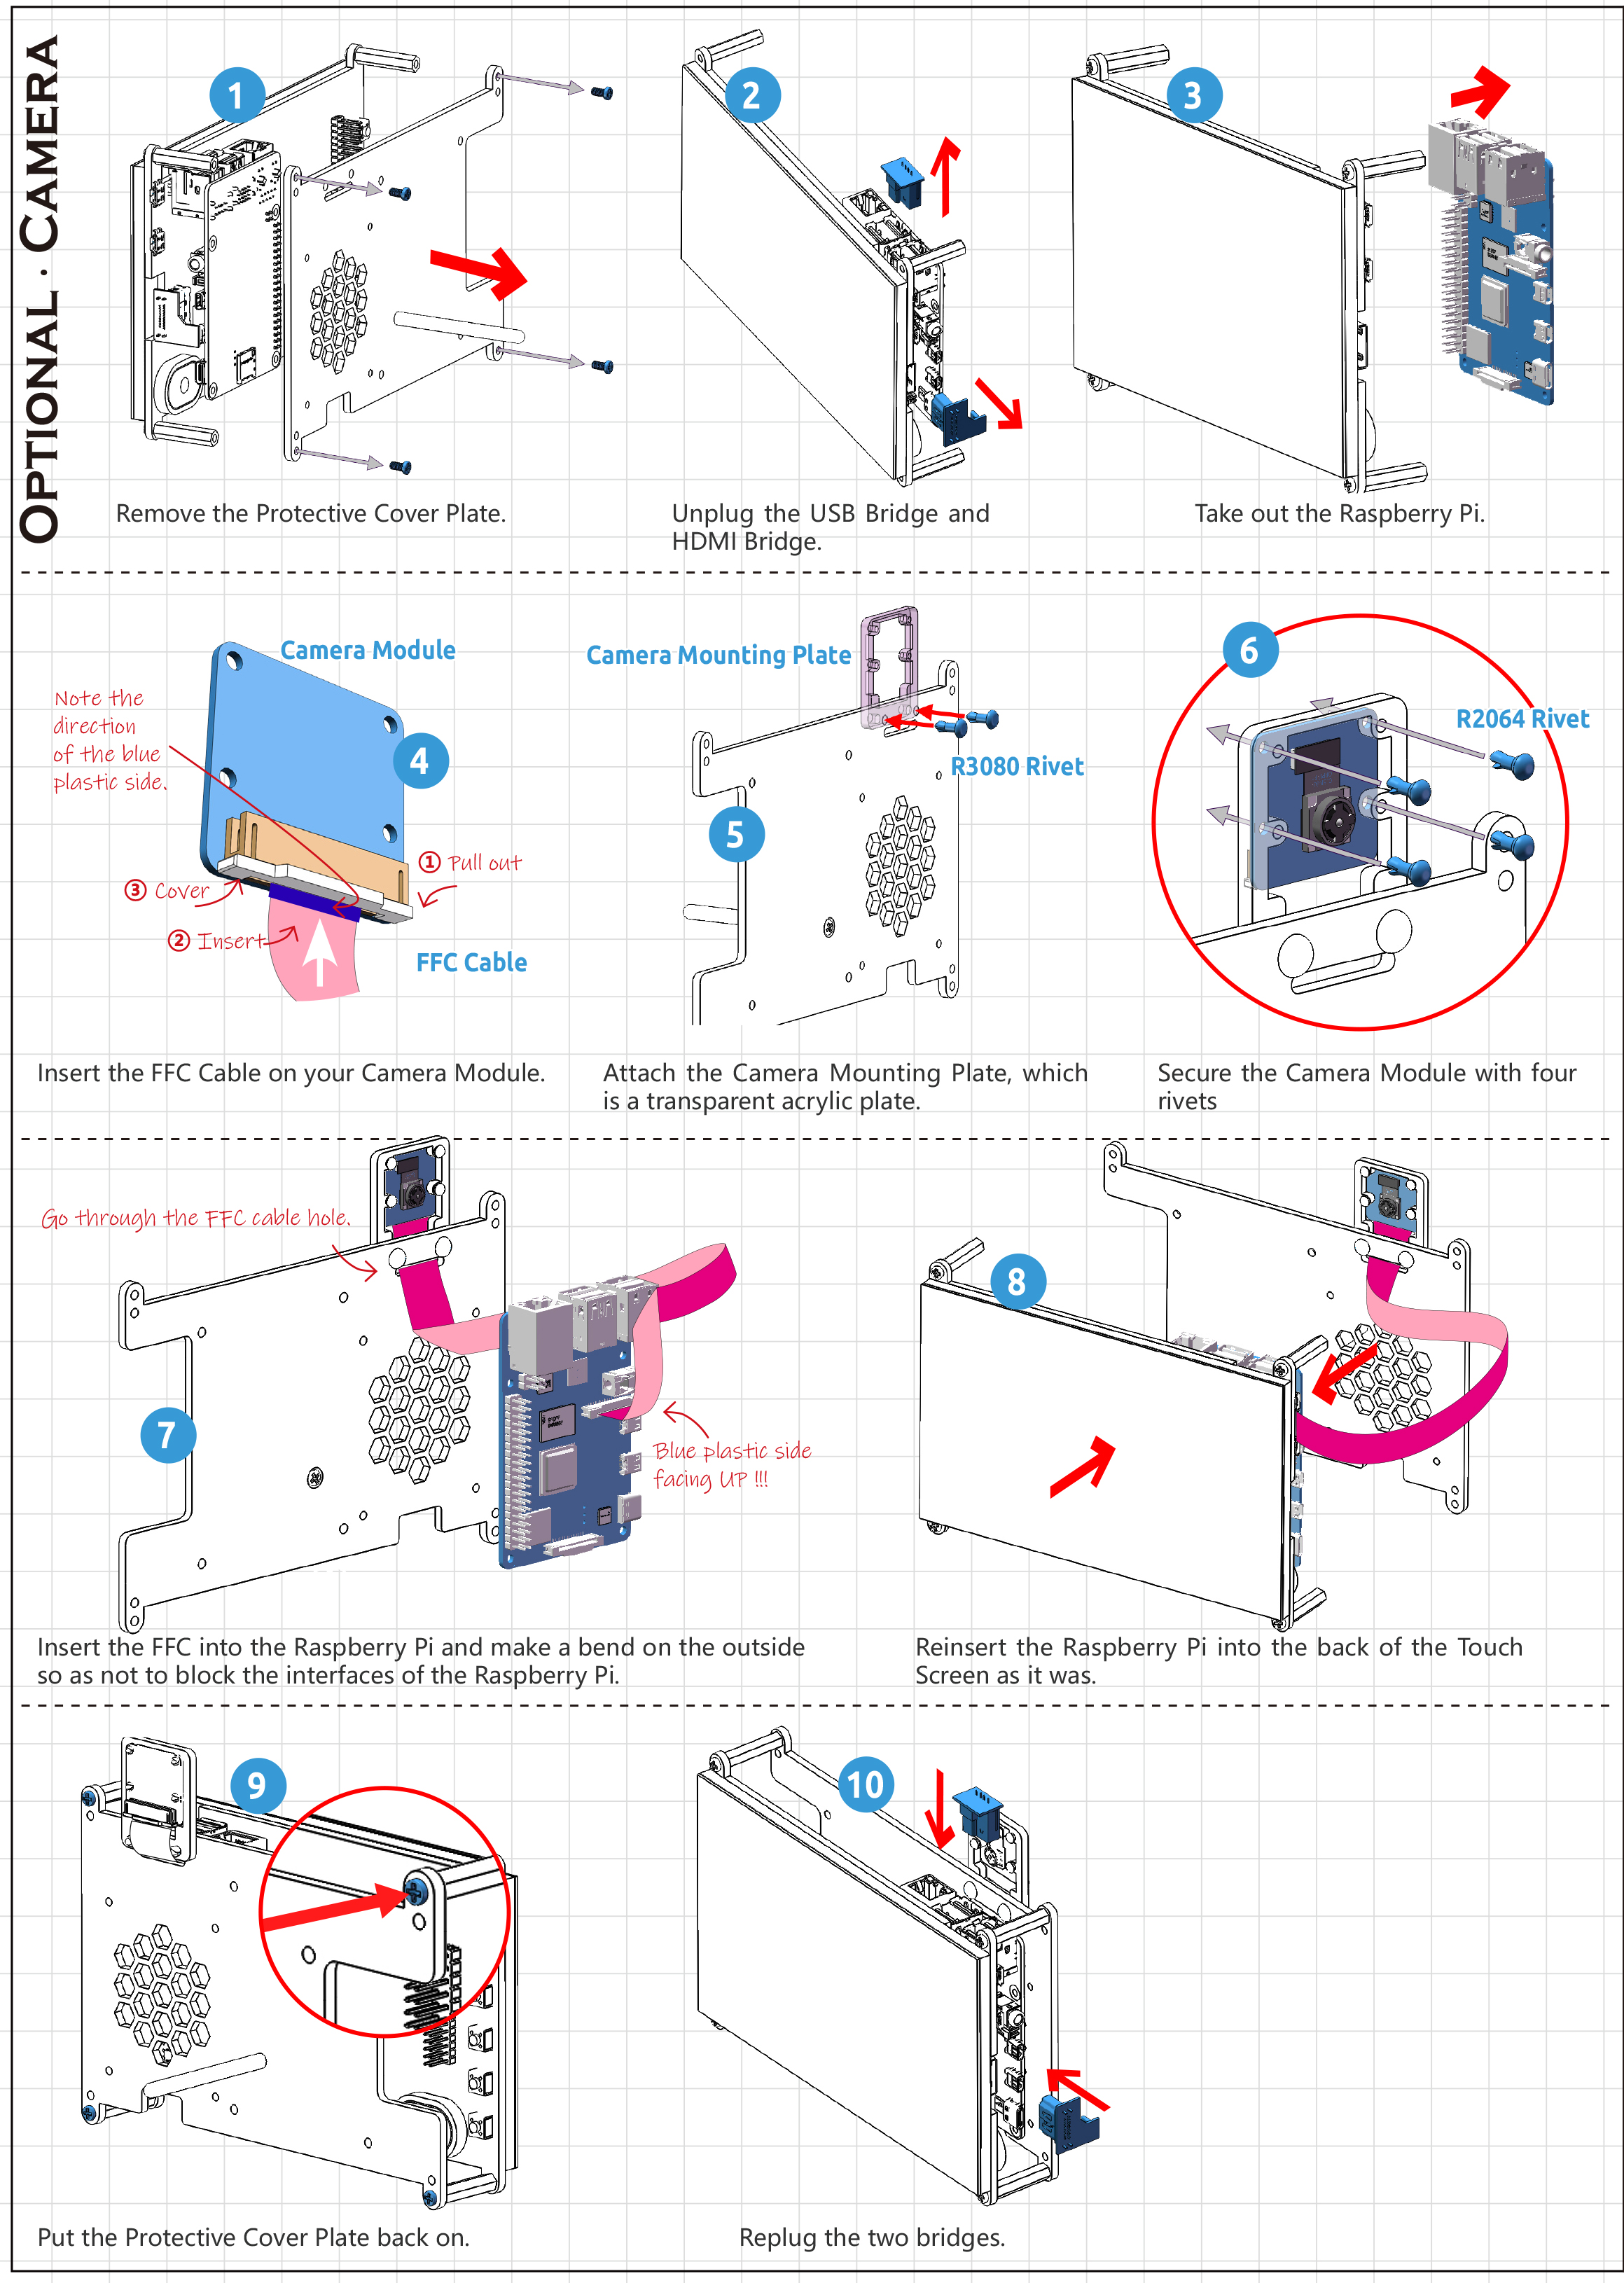 OPTIONAL · CAMERA
1
2
3
Remove the Protective Cover Plate.
Unplug the USB Bridge and
HDMI Bridge.
Take out the Raspberry Pi.
Camera Module
Note the
direction
of the blue
plastic side.
4
① Pull out
③ Cover
② Insert
FFC Cable
Camera Mounting Plate
R3080 Rivet
5
6
R2064 Rivet
Insert the FFC Cable on your Camera Module.
Attach the Camera Mounting Plate, which
is a transparent acrylic plate.
Secure the Camera Module with four
rivets
Go through the FFC cable hole.
7
Blue plastic side
facing UP !!!
8
Insert the FFC into the Raspberry Pi and make a bend on the outside
so as not to block the interfaces of the Raspberry Pi.
Reinsert the Raspberry Pi into the back of the Touch
Screen as it was.
9
10
Put the Protective Cover Plate back on.
Replug the two bridges.